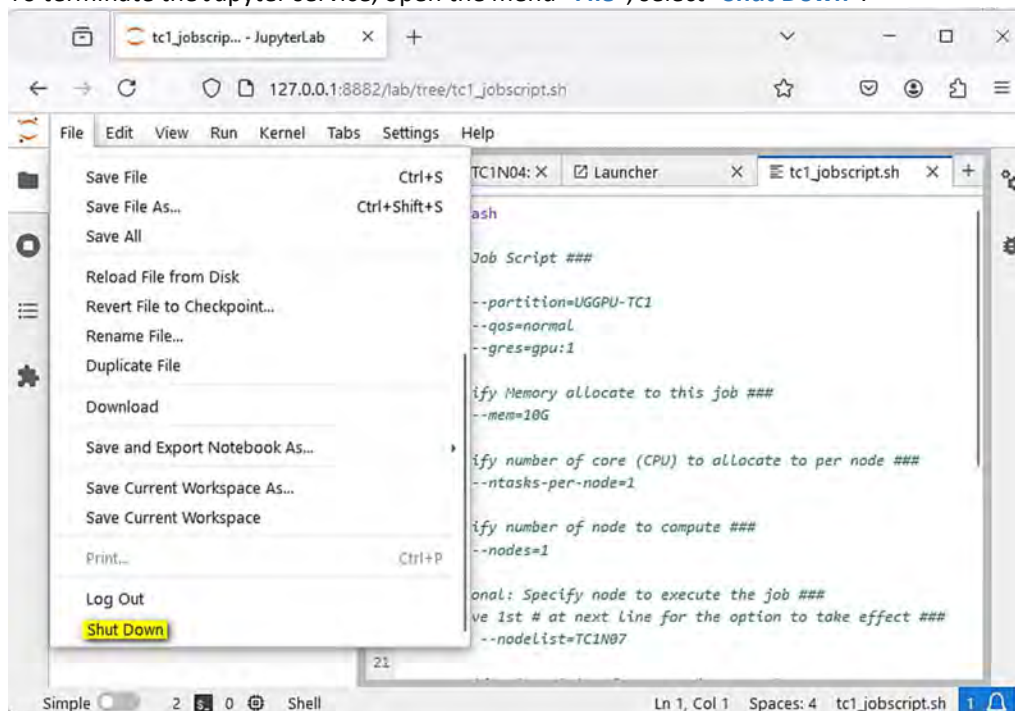 To terminate the Jupyter service, open the menu "File", select "Shut Down".
tc1_jobscrip... - JupyterLab
127.0.0.1:8882/lab/tree/tc1_jobscript.sh
File Edit View Run Kernel Tabs Settings Help
TC1N04: Launcher tc1_jobscript.sh
Save File Ctrl+S
Save File As... Ctrl+Shift+S
Save All
Reload File from Disk
Revert File to Checkpoint...
Rename File...
Duplicate File
Download
Save and Export Notebook As...
Save Current Workspace As...
Save Current Workspace
Print... Ctrl+P
Log Out
Shut Down
ash
Job Script ###
--partition=UGGPU-TC1
--qos=normal
--gres=gpu:1
ify Memory allocate to this job ###
--mem=10G
ify number of core (CPU) to allocate to per node ###
--ntasks-per-node=1
ify number of node to compute ###
--nodes=1
onal: Specify node to execute the job ###
ve 1st # at next line for the option to take effect ###
--nodelist=TC1N07
21
Simple 2 0 Shell Ln 1, Col 1 Spaces: 4 tc1_jobscript.sh 1